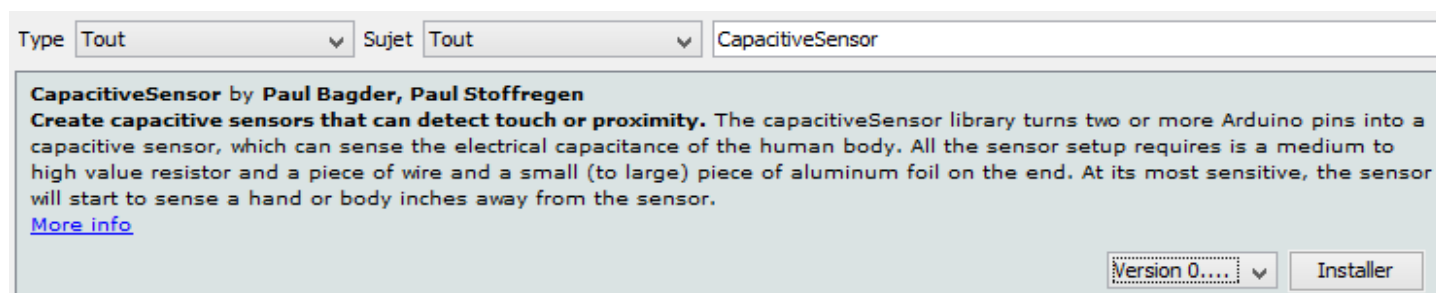 Type Tout Sujet Tout CapacitiveSensor
CapacitiveSensor by Paul Bagder, Paul Stoffregen
Create capacitive sensors that can detect touch or proximity. The capacitiveSensor library turns two or more Arduino pins into a
capacitive sensor, which can sense the electrical capacitance of the human body. All the sensor setup requires is a medium to
high value resistor and a piece of wire and a small (to large) piece of aluminum foil on the end. At its most sensitive, the sensor
will start to sense a hand or body inches away from the sensor.
More info
Version 0.... Installer